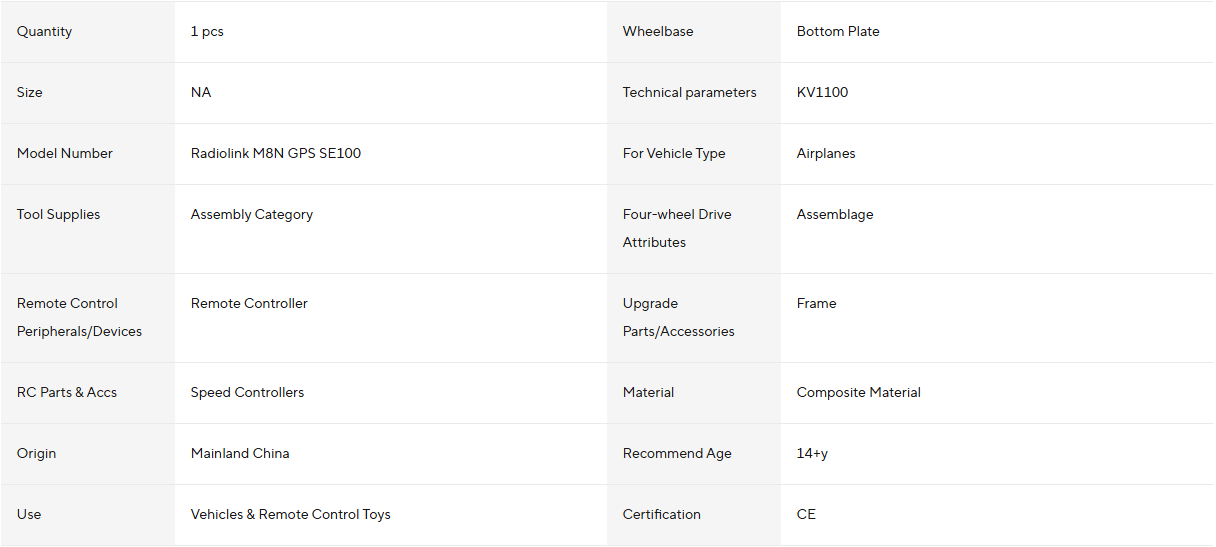 Quantity 1 pcs Wheelbase Bottom Plate
Size NA Technical parameters KV1100
Model Number Radiolink M8N GPS SE100 For Vehicle Type Airplanes
Tool Supplies Assembly Category Four-wheel Drive Assemblage
Attributes
Remote Control Remote Controller Upgrade Frame
Peripherals/Devices Parts/Accessories
RC Parts & Accs Speed Controllers Material Composite Material
Origin Mainland China Recommend Age 14+y
Use Vehicles & Remote Control Toys Certification CE